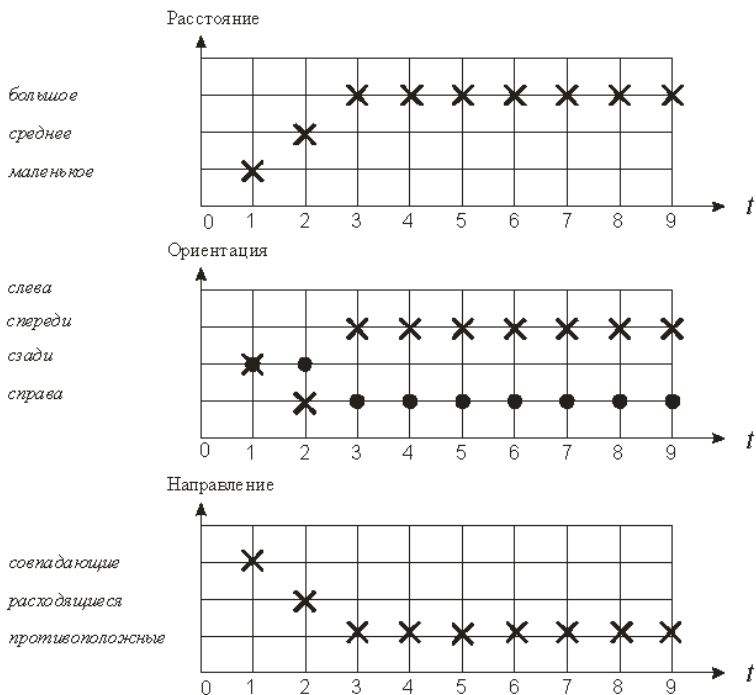 Расстояние
большое
среднее
маленькое
0 1 2 3 4 5 6 7 8 9 t
Ориентация
слева
спереди
сзади
справа
0 1 2 3 4 5 6 7 8 9 t
Направление
совпадающие
расходящиеся
противоположные
0 1 2 3 4 5 6 7 8 9 t